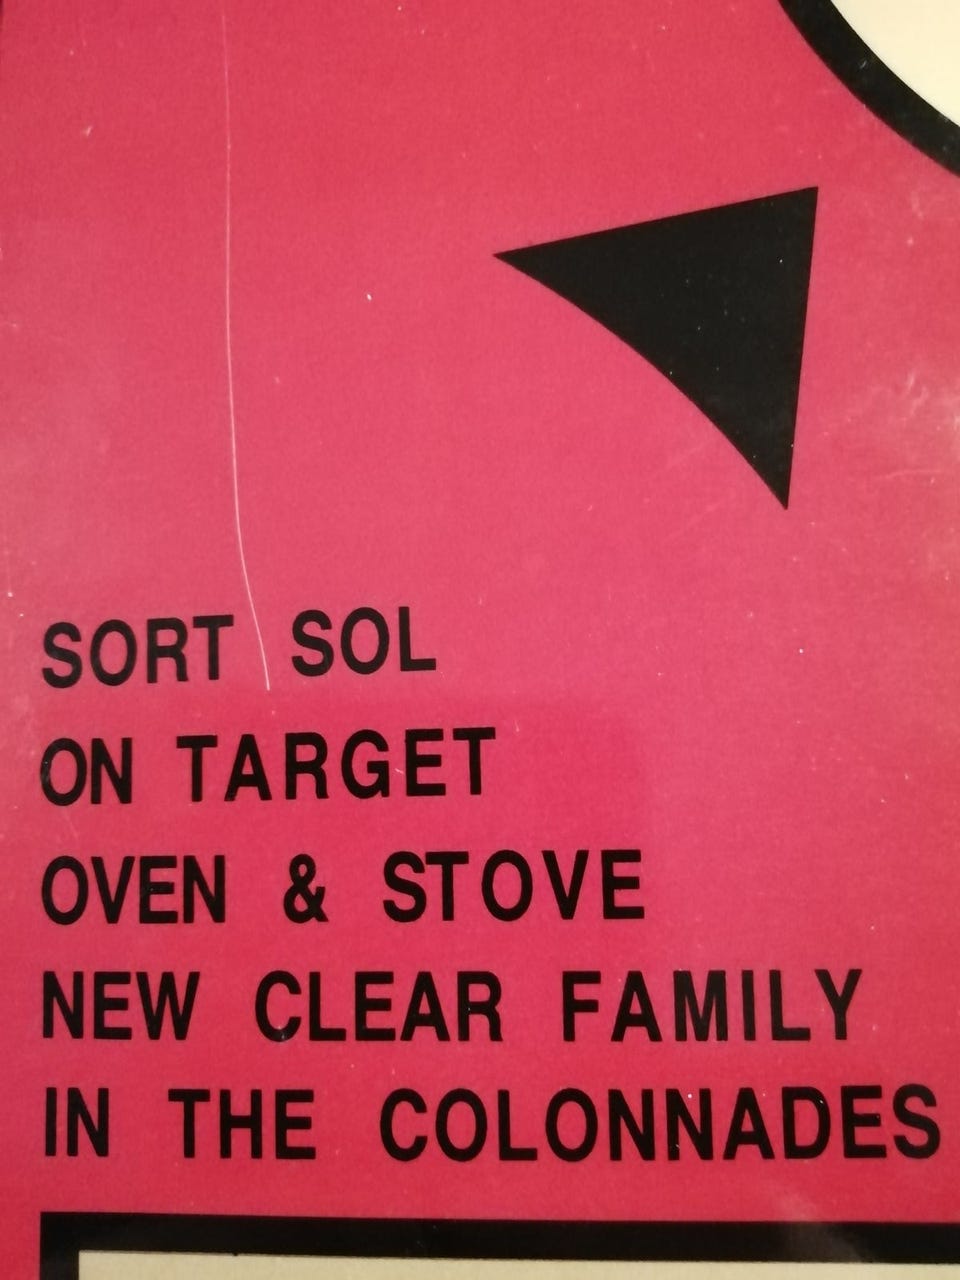 SORT SOL
ON TARGET
OVEN & STOVE
NEW CLEAR FAMILY
IN THE COLONNADES